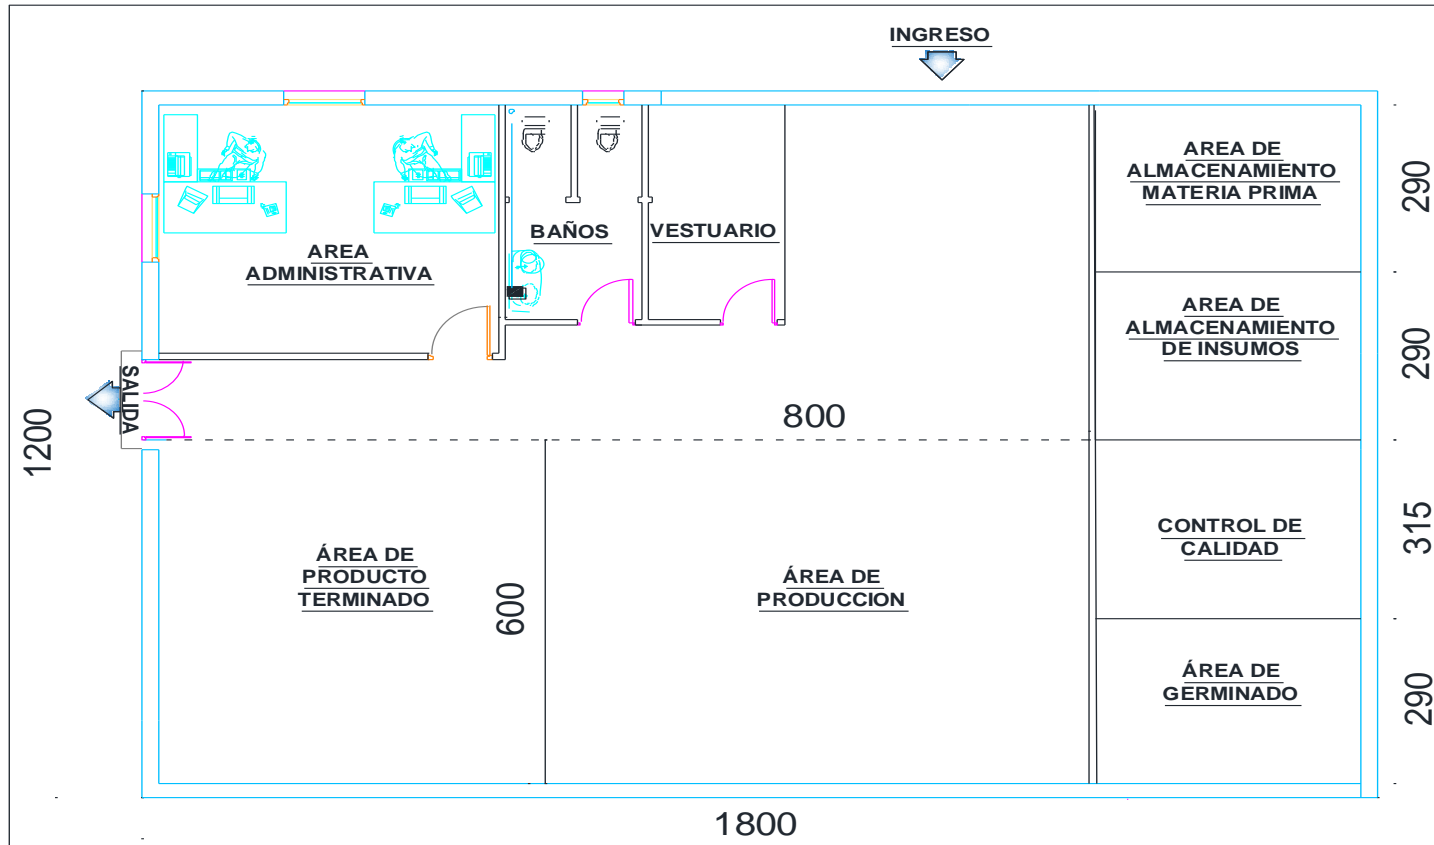 INGRESO
AREA DE
ALMACENAMIENTO
MATERIA PRIMA
290
BAÑOS
VESTUARIO
AREA
ADMINISTRATIVA
AREA DE
ALMACENAMIENTO
DE INSUMOS
290
SALIDA
800
1200
CONTROL DE
CALIDAD
315
ÁREA DE
PRODUCTO
TERMINADO
600
ÁREA DE
PRODUCCION
ÁREA DE
GERMINADO
290
1800